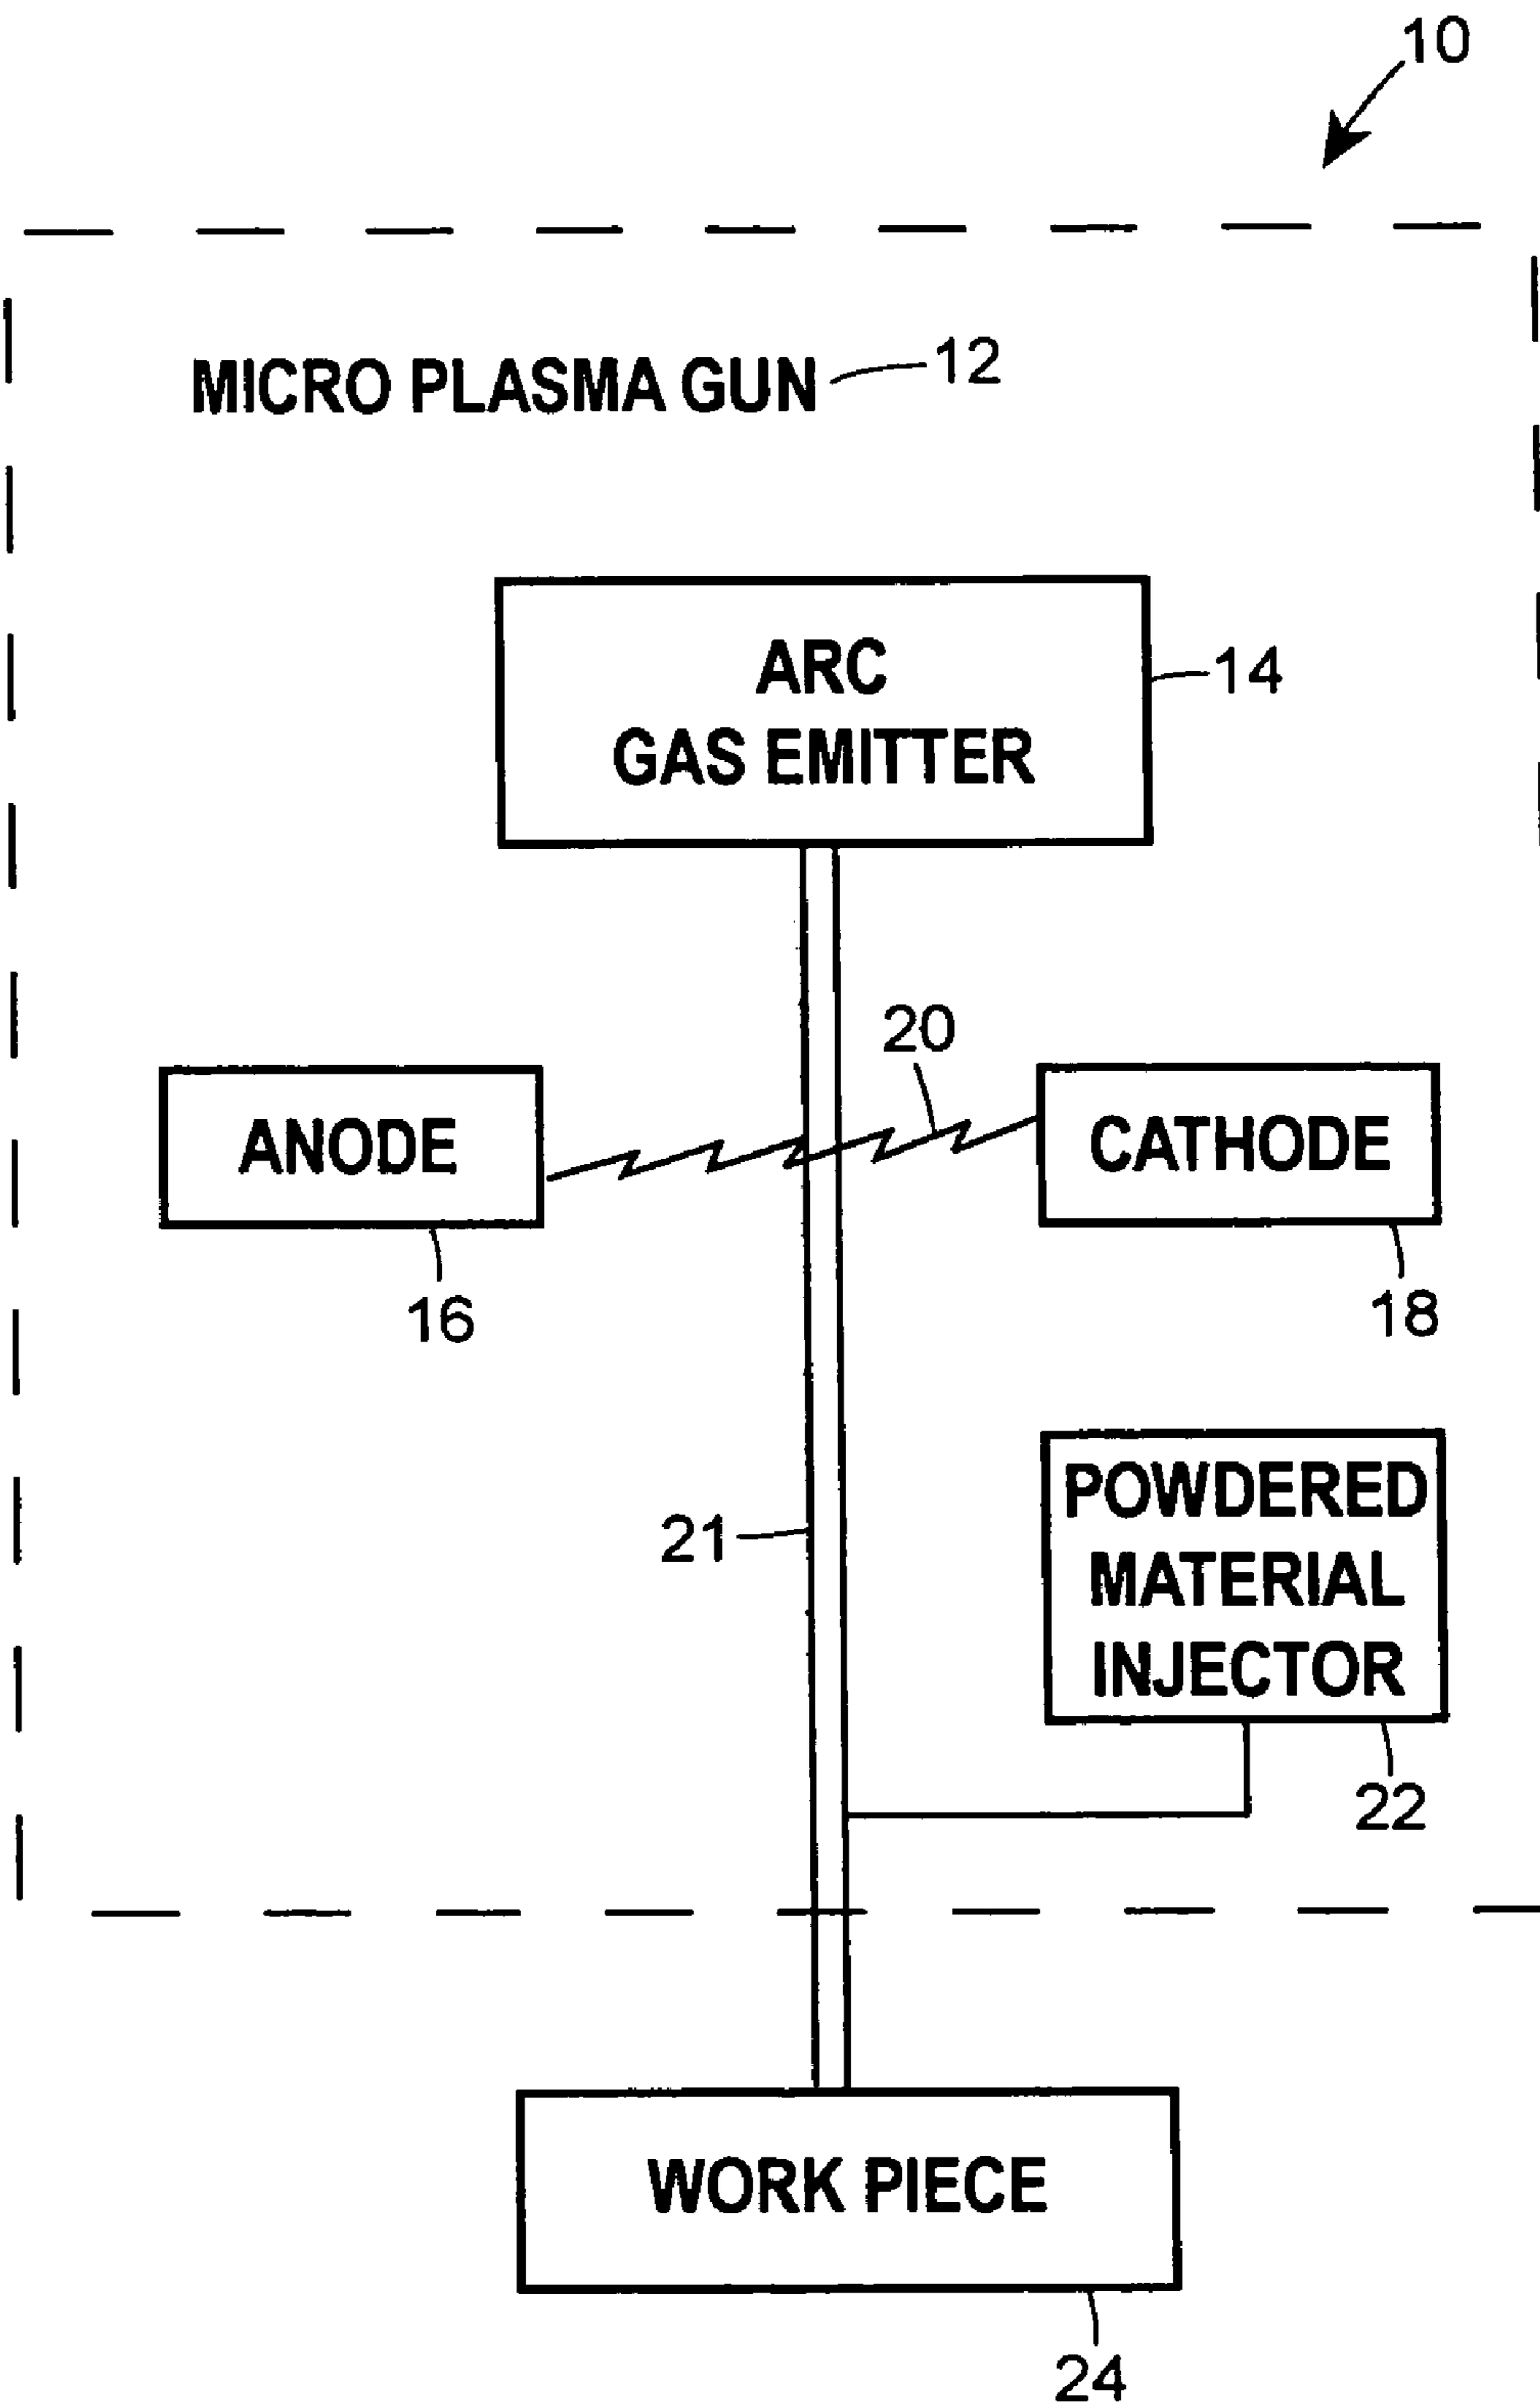 10
MICRO PLASMA GUN 12
ARC
GAS EMITTER
14
20
ANODE
CATHODE
16
18
POWDERED
MATERIAL
INJECTOR
21
22
WORK PIECE
24